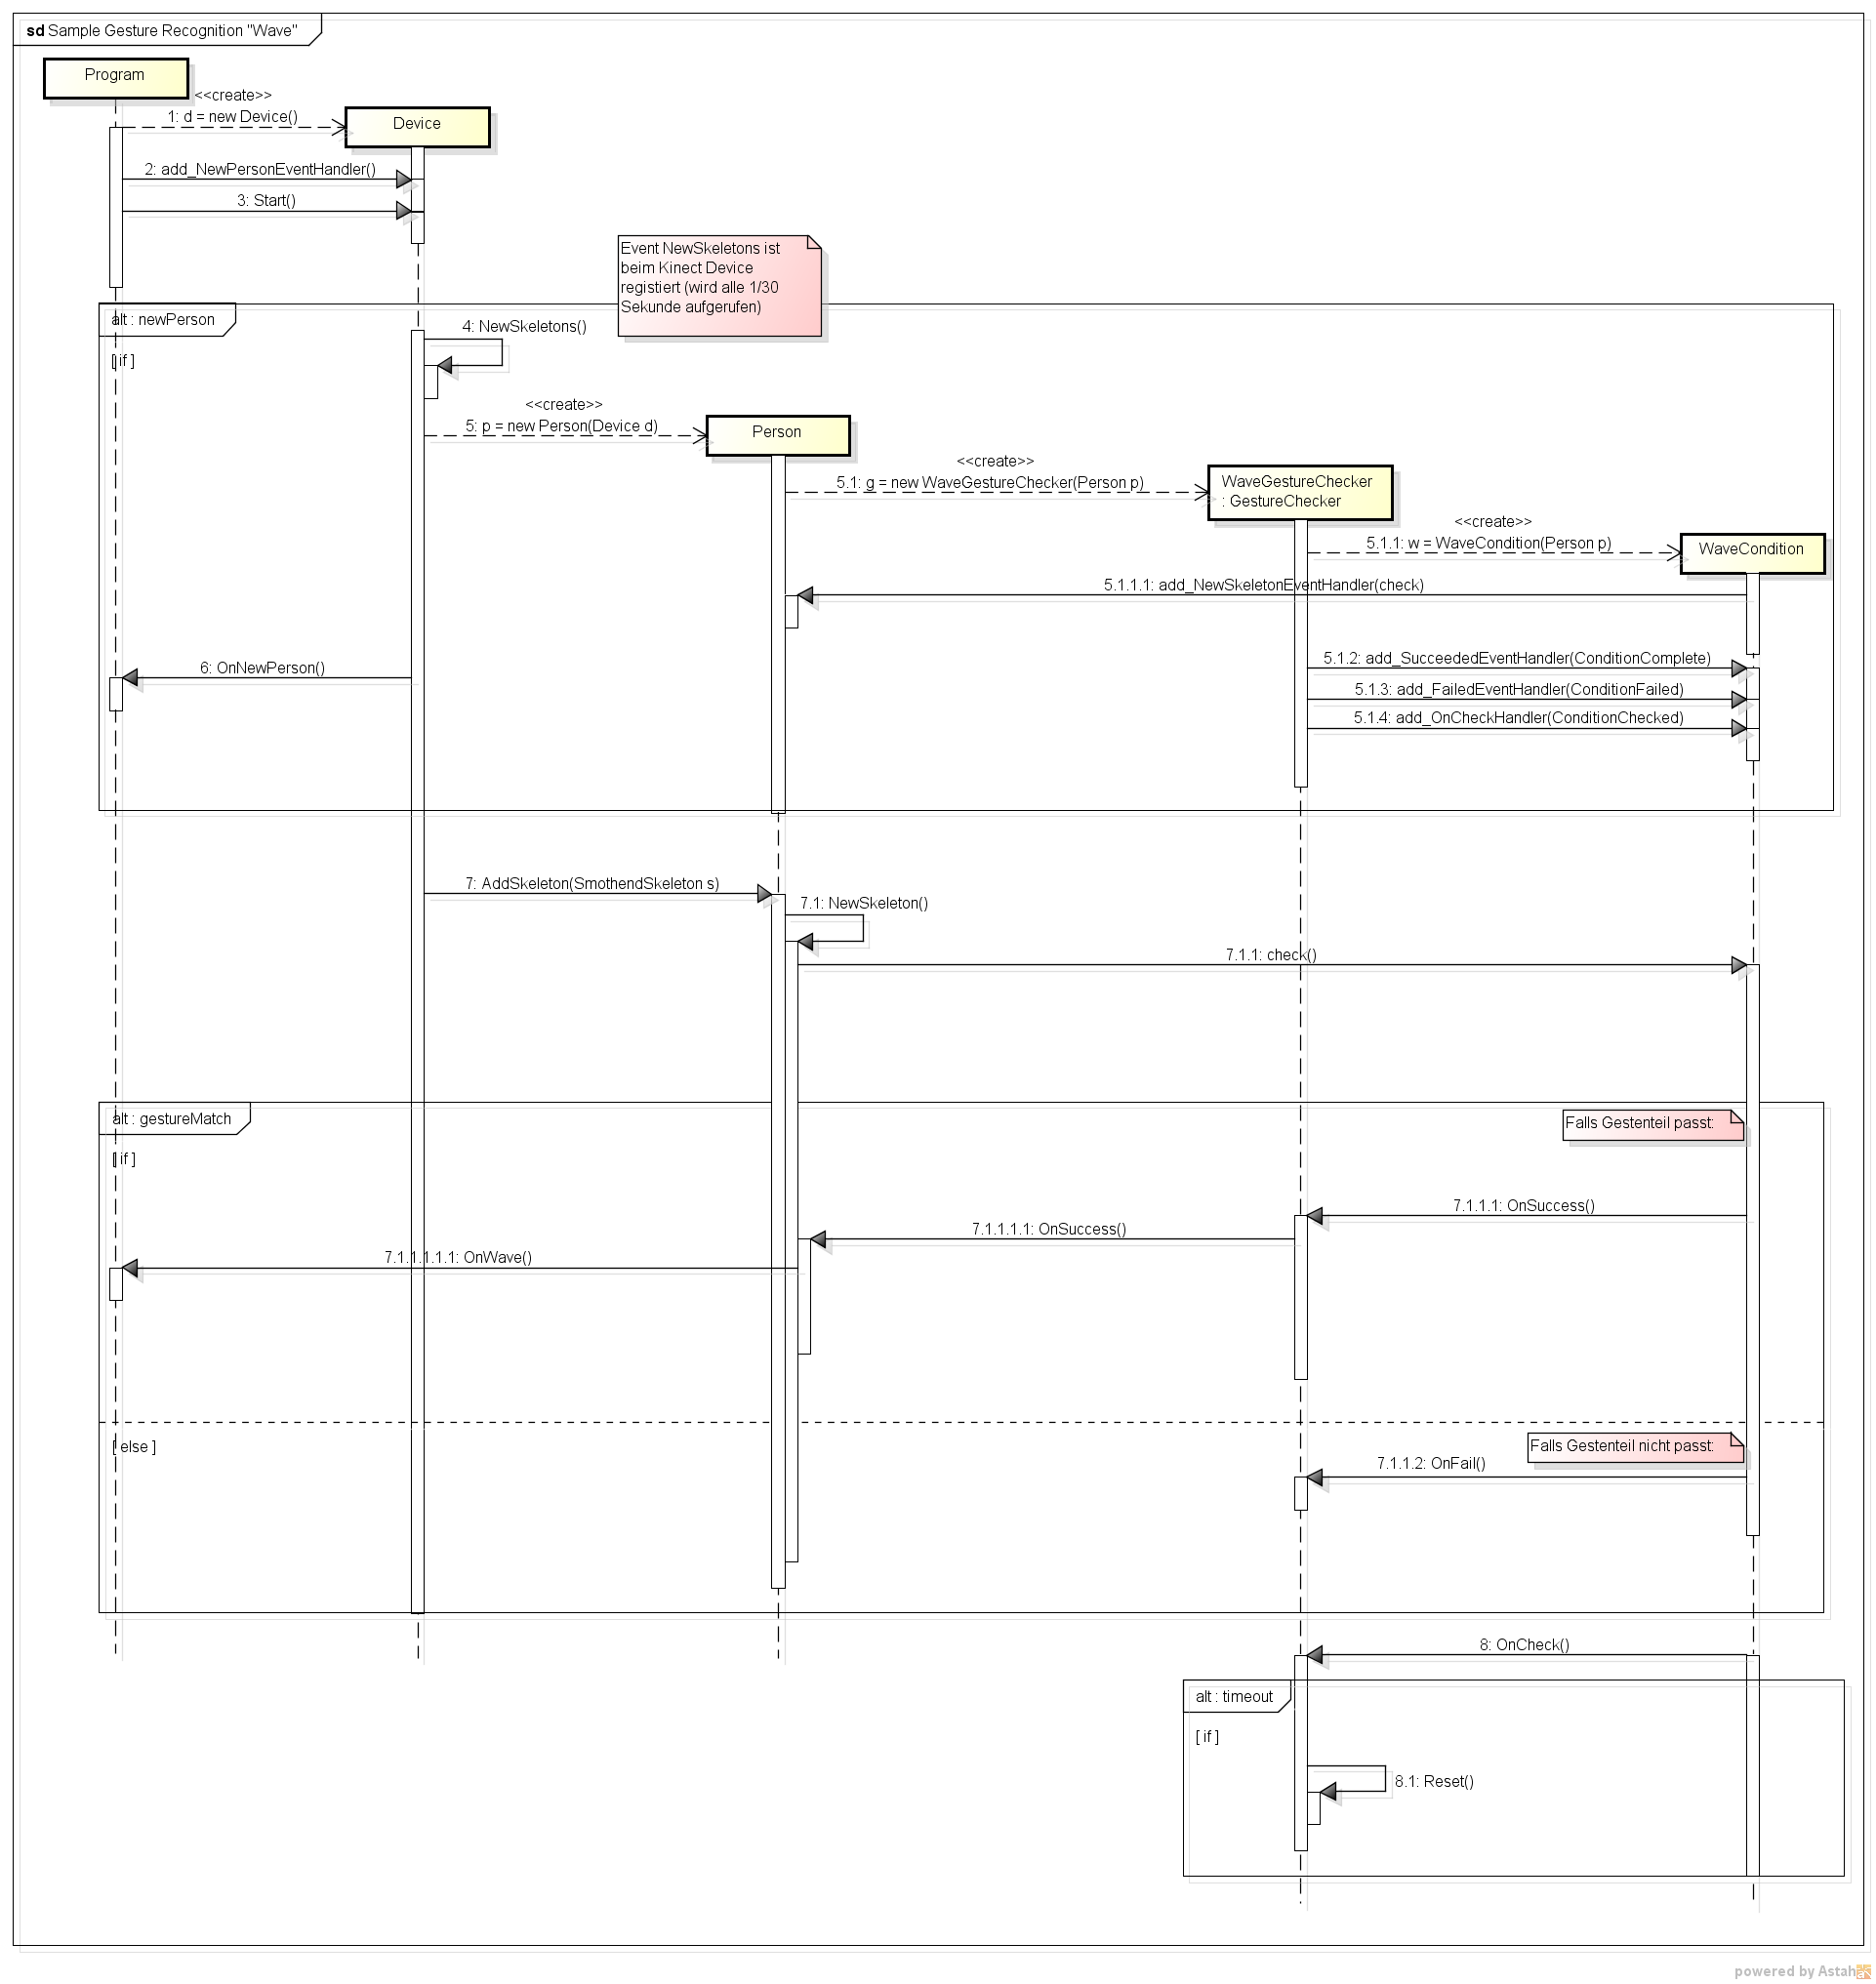 sd Sample Gesture Recognition "Wave"
Program
<<create>>
1: d = new Device()
Device
2: add_NewPersonEventHandler()
3: Start()
Event NewSkeletons ist
beim Kinect Device
registiert (wird alle 1/30
Sekunde aufgerufen)
alt : newPerson
[ if ]
4: NewSkeletons()
<<create>>
5: p = new Person(Device d)
Person
<<create>>
5.1: g = new WaveGestureChecker(Person p)
WaveGestureChecker
: GestureChecker
<<create>>
5.1.1: w = WaveCondition(Person p)
WaveCondition
5.1.1.1: add_NewSkeletonEventHandler(check)
6: OnNewPerson()
5.1.2: add_SucceededEventHandler(ConditionComplete)
5.1.3: add_FailedEventHandler(ConditionFailed)
5.1.4: add_OnCheckHandler(ConditionChecked)
7: AddSkeleton(SmothendSkeleton s)
7.1: NewSkeleton()
7.1.1: check()
alt : gestureMatch
Falls Gestenteil passt:
[ if ]
7.1.1.1: OnSuccess()
7.1.1.1.1: OnSuccess()
7.1.1.1.1.1: OnWave()
[ else ]
Falls Gestenteil nicht passt:
7.1.1.2: OnFail()
8: OnCheck()
alt : timeout
[ if ]
8.1: Reset()
powered by Astah